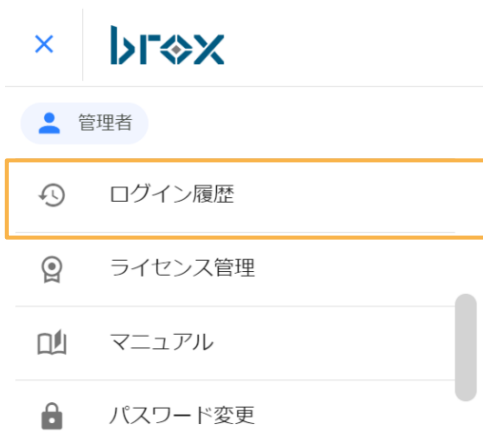 brox
管理者
ログイン履歴
ライセンス管理
マニュアル
パスワード変更